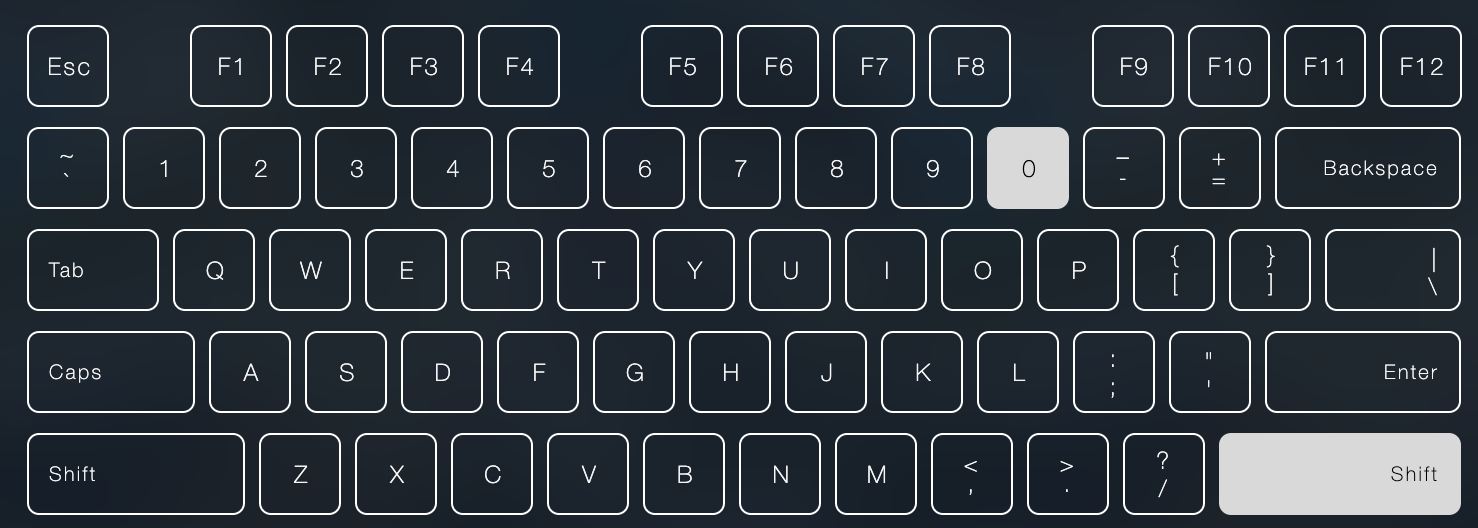 Esc F1 F2 F3 F4 F5 F6 F7 F8 F9 F10 F11 F12
~ ` 1 2 3 4 5 6 7 8 9 0 _ - + = Backspace
Tab Q W E R T Y U I O P { [ } ] | \
Caps A S D F G H J K L : ; " ' Enter
Shift Z X C V B N M < , > . ? / Shift